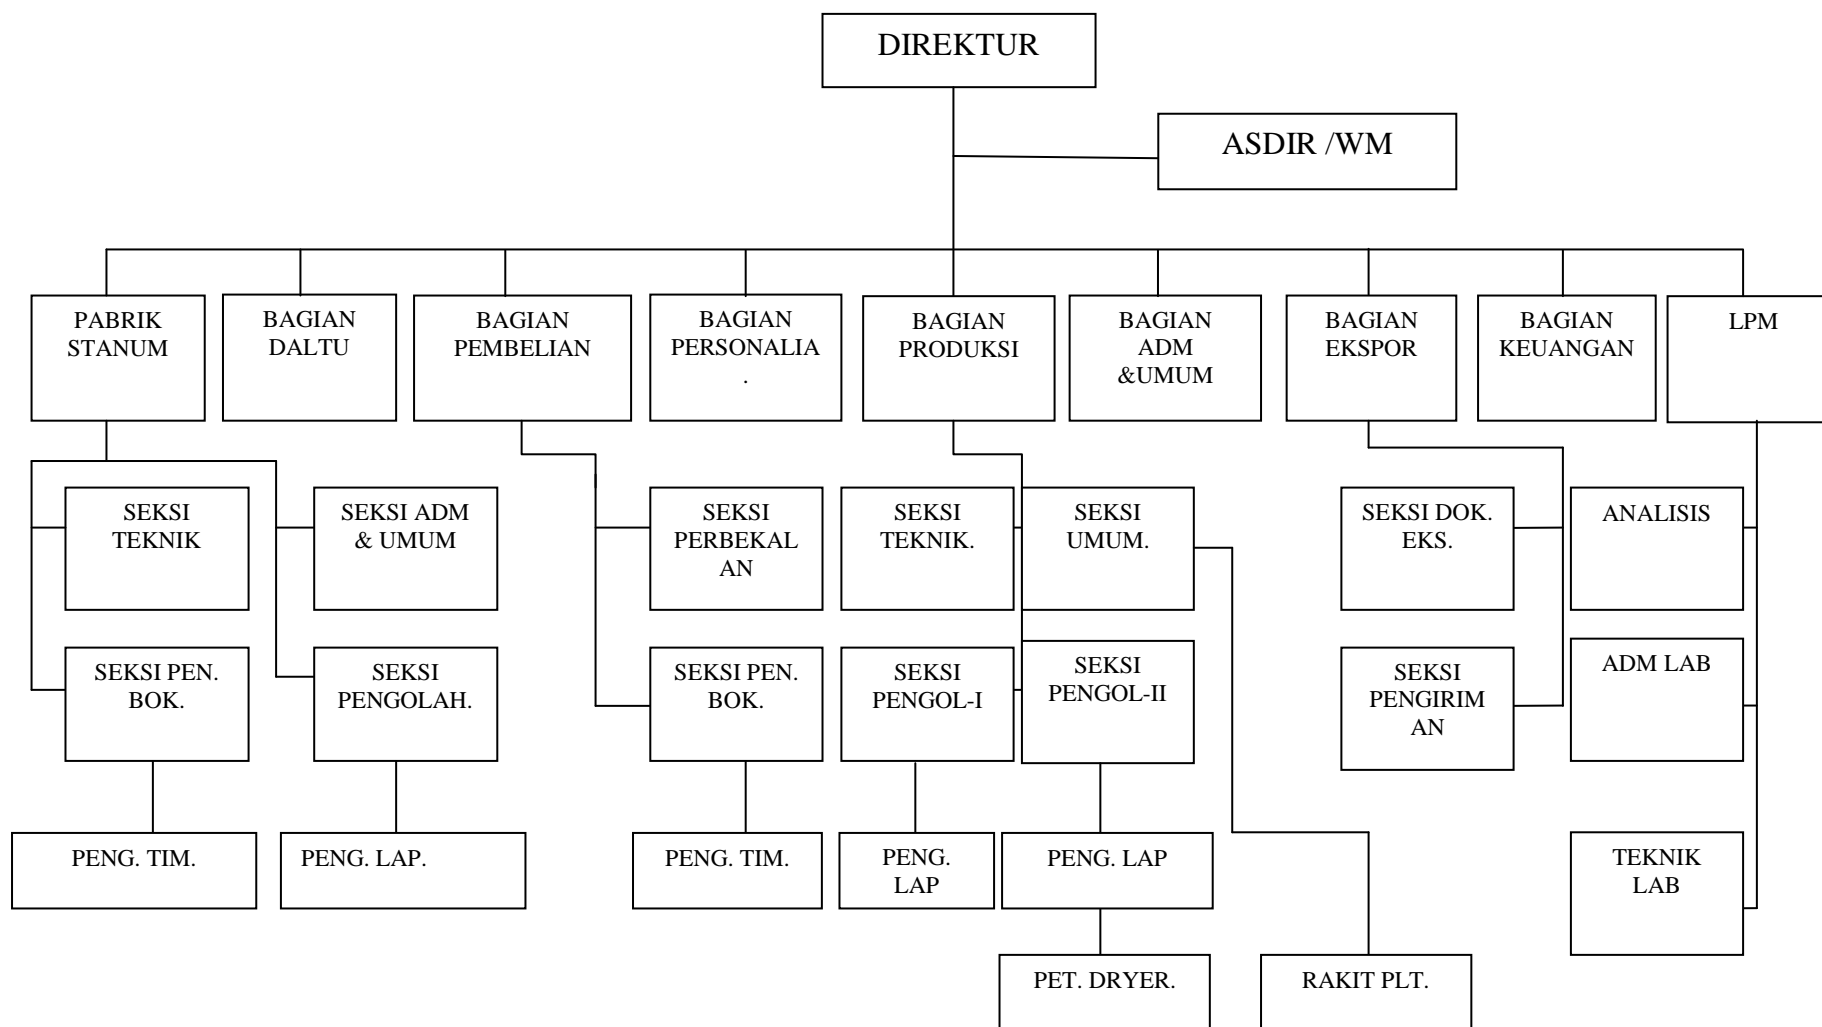 DIREKTUR
ASDIR /WM
PABRIK
STANUM
BAGIAN
DALTU
BAGIAN
PEMBELIAN
BAGIAN
PERSONALIA
.
BAGIAN
PRODUKSI
BAGIAN
ADM
&UMUM
BAGIAN
EKSPOR
BAGIAN
KEUANGAN
LPM
SEKSI
TEKNIK
SEKSI ADM
& UMUM
SEKSI
PERBEKAL
AN
SEKSI
TEKNIK.
SEKSI
UMUM.
SEKSI DOK.
EKS.
ANALISIS
SEKSI PEN.
BOK.
SEKSI
PENGOLAH.
SEKSI PEN.
BOK.
SEKSI
PENGOL-I
SEKSI
PENGOL-II
SEKSI
PENGIRIM
AN
ADM LAB
PENG. TIM.
PENG. LAP.
PENG. TIM.
PENG.
LAP
PENG. LAP
TEKNIK
LAB
PET. DRYER.
RAKIT PLT.